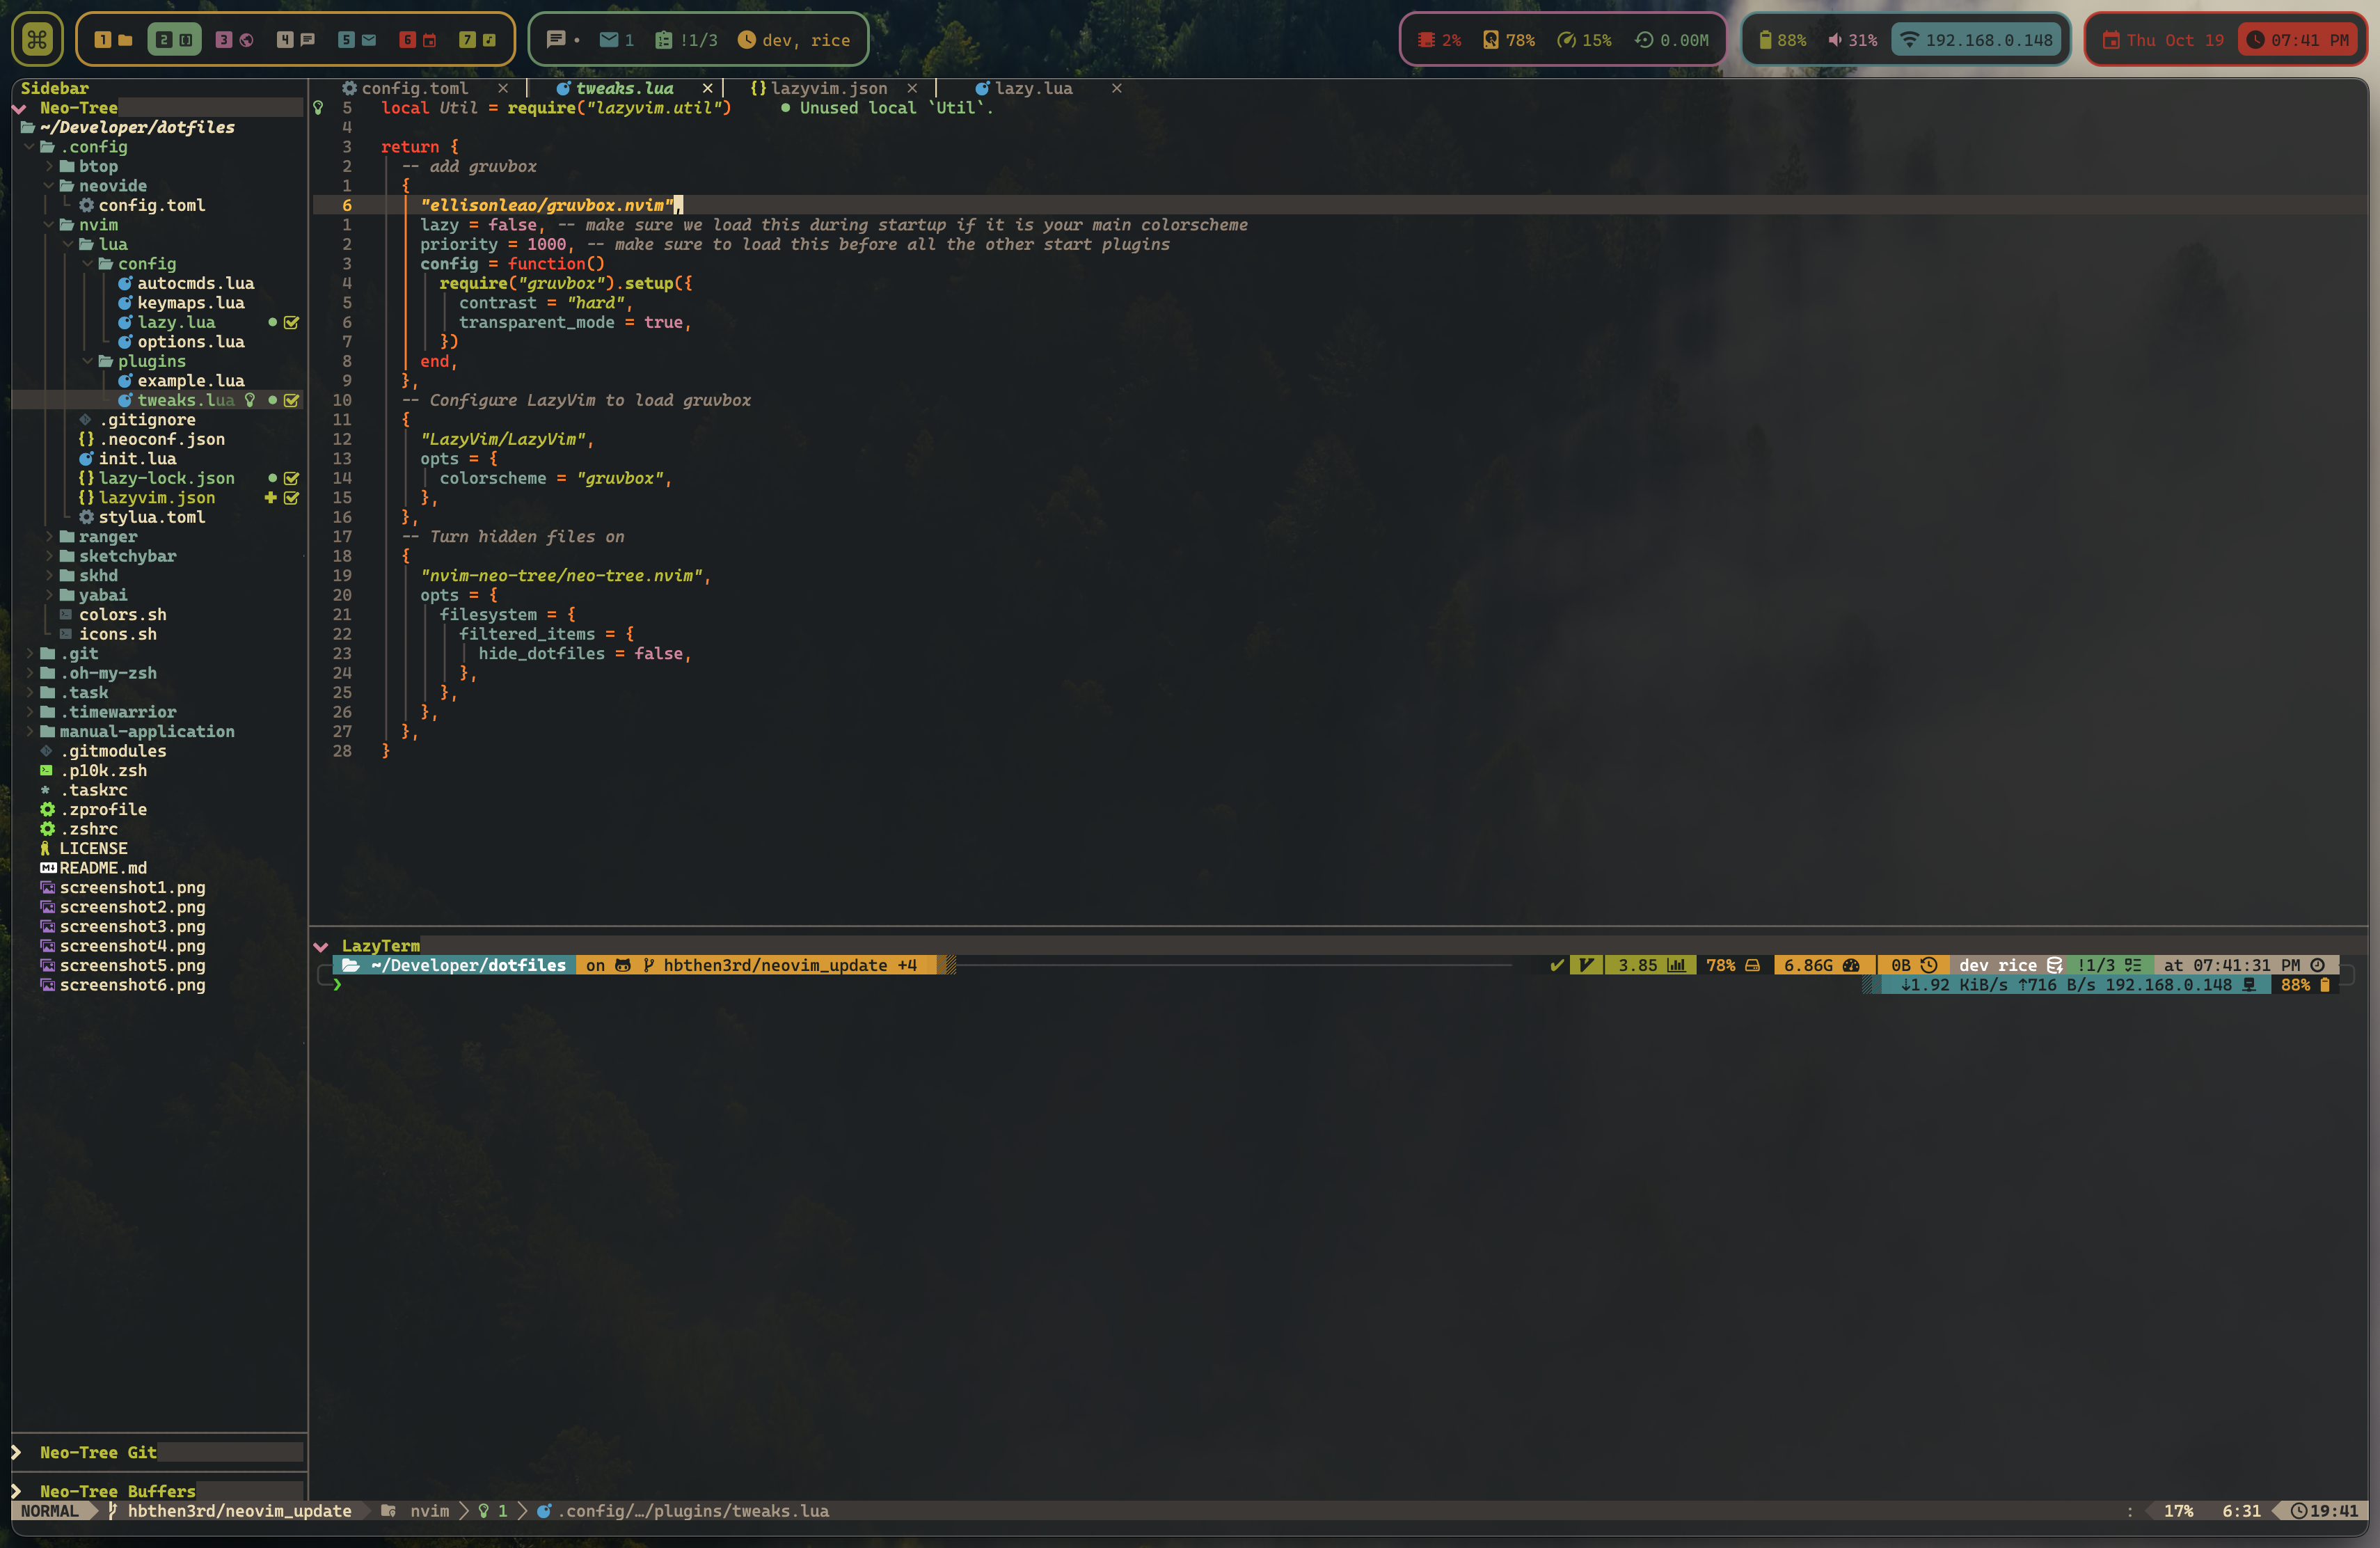 1 2 3 4 5 6 7 1 !1/3 dev, rice 2% 78% 15% 0.00M 88% 31% 192.168.0.148 Thu Oct 19 07:41 PM
Sidebar
Neo-Tree
~/Developer/dotfiles
.config
btop
neovide
config.toml
nvim
lua
config
autocmds.lua
keymaps.lua
lazy.lua
options.lua
plugins
example.lua
tweaks.lua
.gitignore
.neoconf.json
init.lua
lazy-lock.json
lazyvim.json
stylua.toml
ranger
sketchybar
skhd
yabai
colors.sh
icons.sh
.git
.oh-my-zsh
.task
.timewarrior
manual-application
.gitmodules
.p10k.zsh
.taskrc
.zprofile
.zshrc
LICENSE
README.md
screenshot1.png
screenshot2.png
screenshot3.png
screenshot4.png
screenshot5.png
screenshot6.png
Neo-Tree Git
Neo-Tree Buffers
config.toml × tweaks.lua × {} lazyvim.json × lazy.lua ×
5 local Util = require("lazyvim.util") ● Unused local `Util`.
4
3 return {
2 -- add gruvbox
1 {
6 "ellisonleao/gruvbox.nvim",
1 lazy = false, -- make sure we load this during startup if it is your main colorscheme
2 priority = 1000, -- make sure to load this before all the other start plugins
3 config = function()
4 require("gruvbox").setup({
5 contrast = "hard",
6 transparent_mode = true,
7 })
8 end,
9 },
10 -- Configure LazyVim to load gruvbox
11 {
12 "LazyVim/LazyVim",
13 opts = {
14 colorscheme = "gruvbox",
15 },
16 },
17 -- Turn hidden files on
18 {
19 "nvim-neo-tree/neo-tree.nvim",
20 opts = {
21 filesystem = {
22 filtered_items = {
23 hide_dotfiles = false,
24 },
25 },
26 },
27 },
28 }
LazyTerm
~/Developer/dotfiles on hbthen3rd/neovim_update +4 3.85 78% 6.86G 0B dev rice !1/3 at 07:41:31 PM
❯ ↓1.92 KiB/s ↑716 B/s 192.168.0.148 88%
NORMAL hbthen3rd/neovim_update nvim 1 .config/…/plugins/tweaks.lua : 17% 6:31 19:41